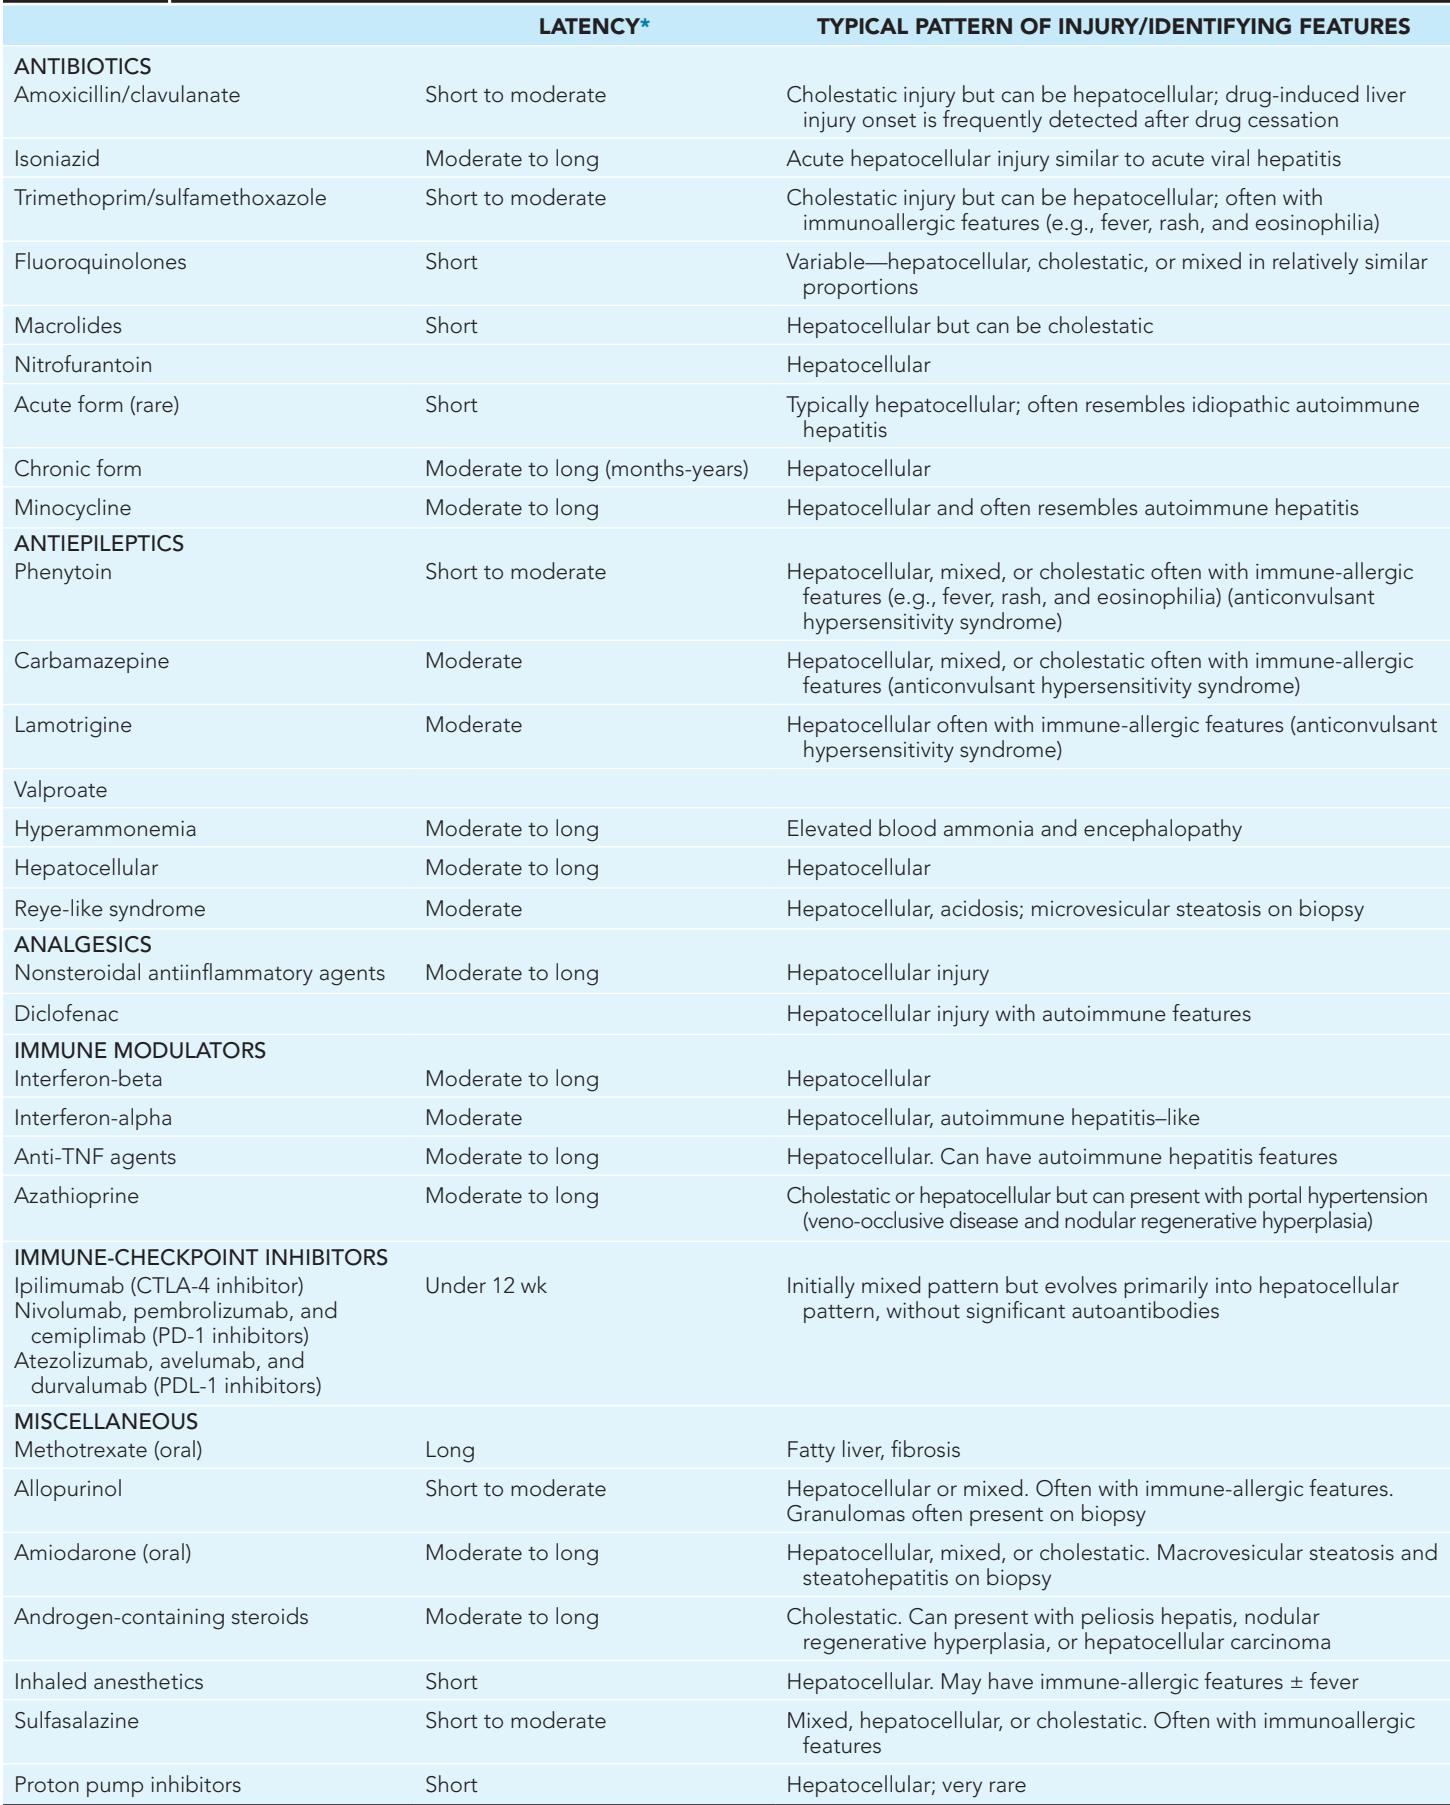 LATENCY* TYPICAL PATTERN OF INJURY/IDENTIFYING FEATURES
ANTIBIOTICS
Amoxicillin/clavulanate Short to moderate Cholestatic injury but can be hepatocellular; drug-induced liver
injury onset is frequently detected after drug cessation
Isoniazid Moderate to long Acute hepatocellular injury similar to acute viral hepatitis
Trimethoprim/sulfamethoxazole Short to moderate Cholestatic injury but can be hepatocellular; often with
immunoallergic features (e.g., fever, rash, and eosinophilia)
Fluoroquinolones Short Variable—hepatocellular, cholestatic, or mixed in relatively similar
proportions
Macrolides Short Hepatocellular but can be cholestatic
Nitrofurantoin Hepatocellular
Acute form (rare) Short Typically hepatocellular; often resembles idiopathic autoimmune
hepatitis
Chronic form Moderate to long (months-years) Hepatocellular
Minocycline Moderate to long Hepatocellular and often resembles autoimmune hepatitis
ANTIEPILEPTICS
Phenytoin Short to moderate Hepatocellular, mixed, or cholestatic often with immune-allergic
features (e.g., fever, rash, and eosinophilia) (anticonvulsant
hypersensitivity syndrome)
Carbamazepine Moderate Hepatocellular, mixed, or cholestatic often with immune-allergic
features (anticonvulsant hypersensitivity syndrome)
Lamotrigine Moderate Hepatocellular often with immune-allergic features (anticonvulsant
hypersensitivity syndrome)
Valproate
Hyperammonemia Moderate to long Elevated blood ammonia and encephalopathy
Hepatocellular Moderate to long Hepatocellular
Reye-like syndrome Moderate Hepatocellular, acidosis; microvesicular steatosis on biopsy
ANALGESICS
Nonsteroidal antiinflammatory agents Moderate to long Hepatocellular injury
Diclofenac Hepatocellular injury with autoimmune features
IMMUNE MODULATORS
Interferon-beta Moderate to long Hepatocellular
Interferon-alpha Moderate Hepatocellular, autoimmune hepatitis–like
Anti-TNF agents Moderate to long Hepatocellular. Can have autoimmune hepatitis features
Azathioprine Moderate to long Cholestatic or hepatocellular but can present with portal hypertension
(veno-occlusive disease and nodular regenerative hyperplasia)
IMMUNE-CHECKPOINT INHIBITORS
Ipilimumab (CTLA-4 inhibitor) Under 12 wk Initially mixed pattern but evolves primarily into hepatocellular
Nivolumab, pembrolizumab, and pattern, without significant autoantibodies
cemiplimab (PD-1 inhibitors)
Atezolizumab, avelumab, and
durvalumab (PDL-1 inhibitors)
MISCELLANEOUS
Methotrexate (oral) Long Fatty liver, fibrosis
Allopurinol Short to moderate Hepatocellular or mixed. Often with immune-allergic features.
Granulomas often present on biopsy
Amiodarone (oral) Moderate to long Hepatocellular, mixed, or cholestatic. Macrovesicular steatosis and
steatohepatitis on biopsy
Androgen-containing steroids Moderate to long Cholestatic. Can present with peliosis hepatis, nodular
regenerative hyperplasia, or hepatocellular carcinoma
Inhaled anesthetics Short Hepatocellular. May have immune-allergic features ± fever
Sulfasalazine Short to moderate Mixed, hepatocellular, or cholestatic. Often with immunoallergic
features
Proton pump inhibitors Short Hepatocellular; very rare